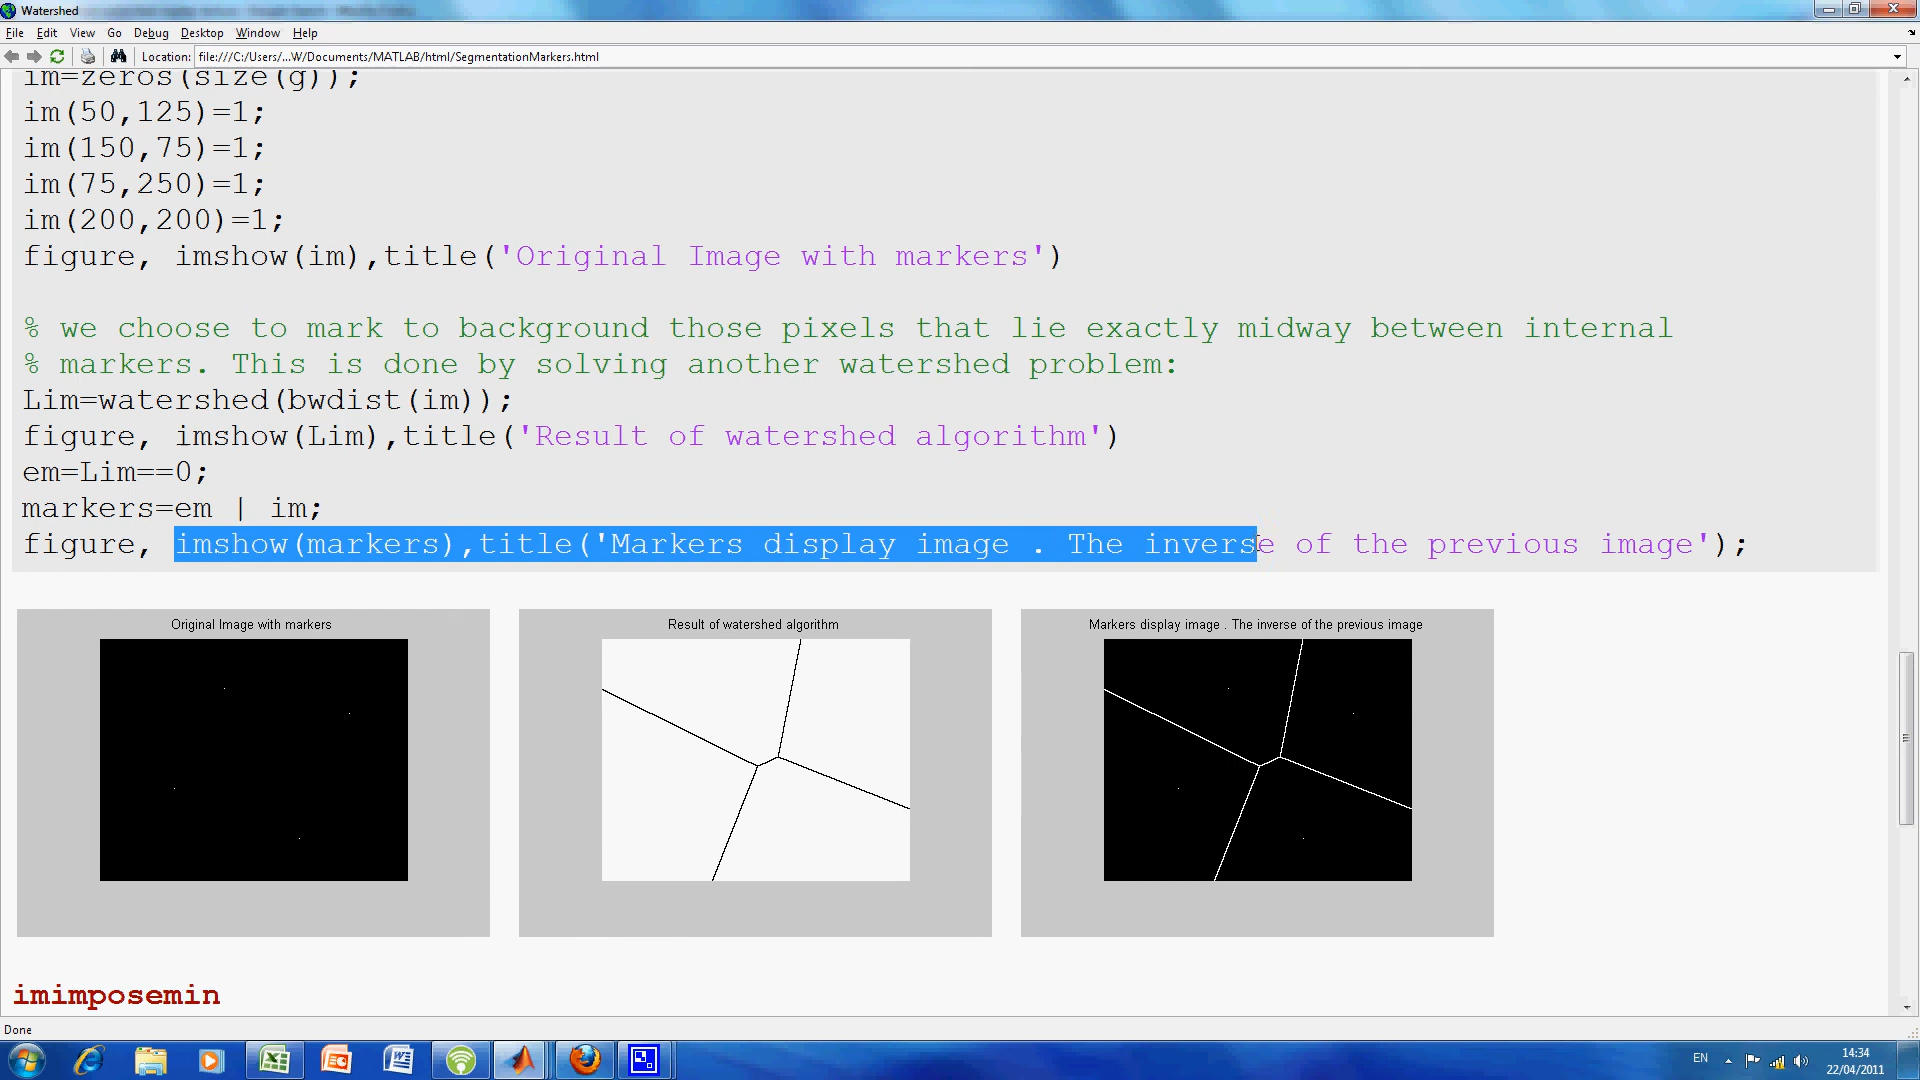 Watershed
File Edit View Go Debug Desktop Window Help
Location: file:///C:/Users/...W/Documents/MATLAB/html/SegmentationMarkers.html
im=zeros(size(g));
im(50,125)=1;
im(150,75)=1;
im(75,250)=1;
im(200,200)=1;
figure, imshow(im),title('Original Image with markers')
% we choose to mark to background those pixels that lie exactly midway between internal
% markers. This is done by solving another watershed problem:
Lim=watershed(bwdist(im));
figure, imshow(Lim),title('Result of watershed algorithm')
em=Lim==0;
markers=em | im;
figure, imshow(markers),title('Markers display image . The inverse of the previous image');
Original Image with markers
Result of watershed algorithm
Markers display image . The inverse of the previous image
imimposemin
Done
EN
14:34
22/04/2011